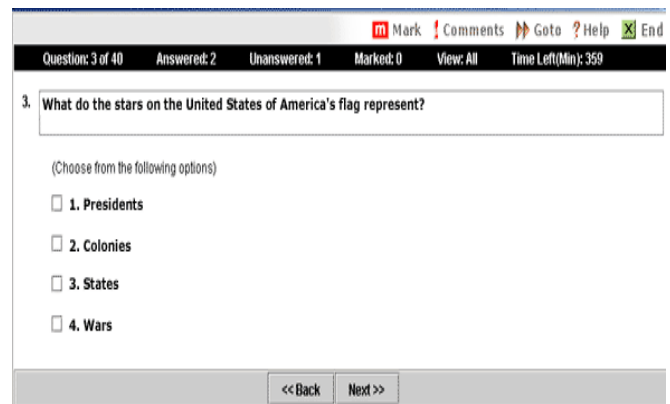 m Mark ! Comments Goto ? Help X End
Question: 3 of 40 Answered: 2 Unanswered: 1 Marked: 0 View: All Time Left(Min): 359
3. What do the stars on the United States of America's flag represent?
(Choose from the following options)
1. Presidents
2. Colonies
3. States
4. Wars
<< Back Next >>